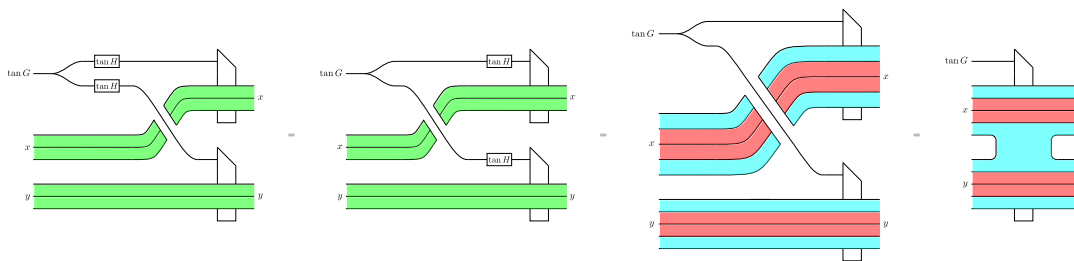 tan G tan H tan H x x y y
=
tan G tan H tan H x x y y
=
tan G x x y y
=
tan G x y